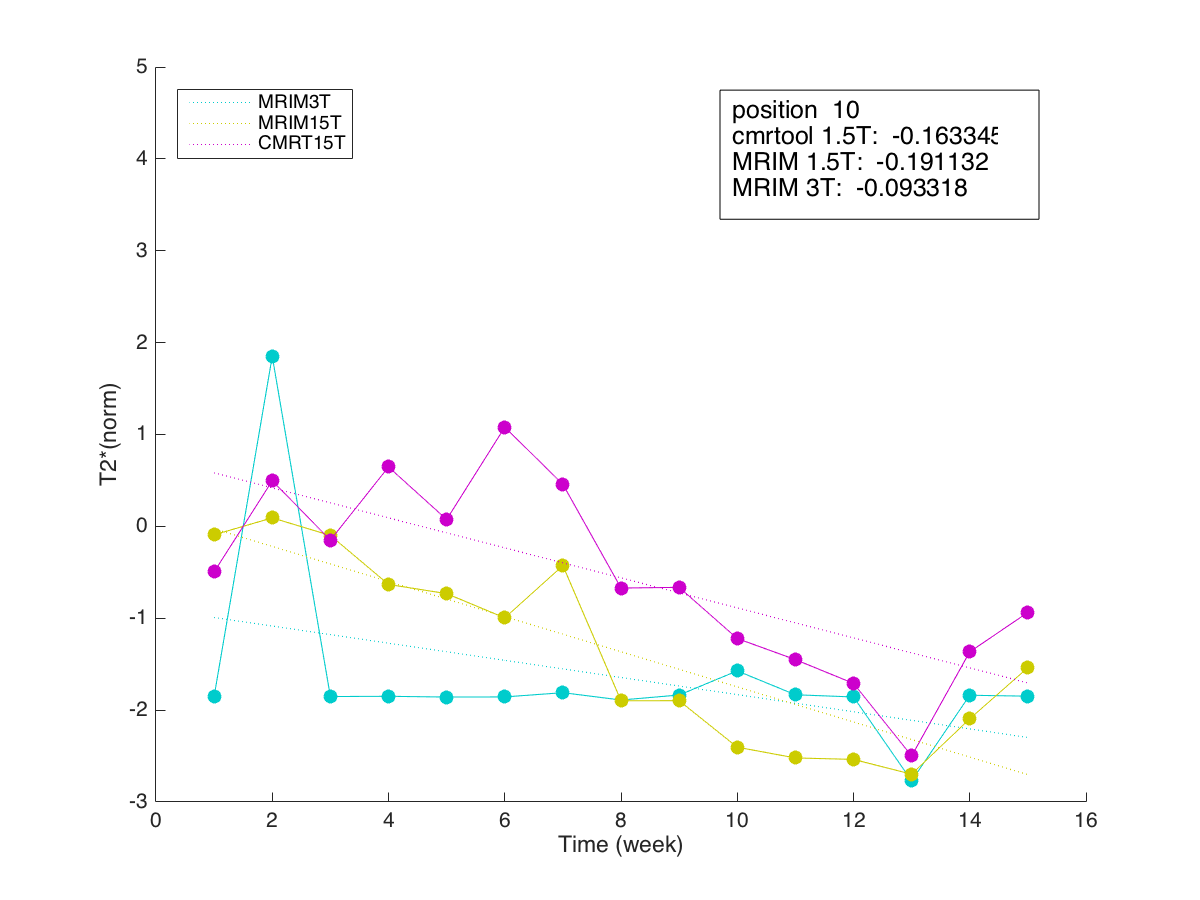 5
4
3
2
1
0
-1
-2
-3
0 2 4 6 8 10 12 14 16
T2*(norm)
Time (week)
MRIM3T
MRIM15T
CMRT15T
position 10
cmrtool 1.5T: -0.163345
MRIM 1.5T: -0.191132
MRIM 3T: -0.093318